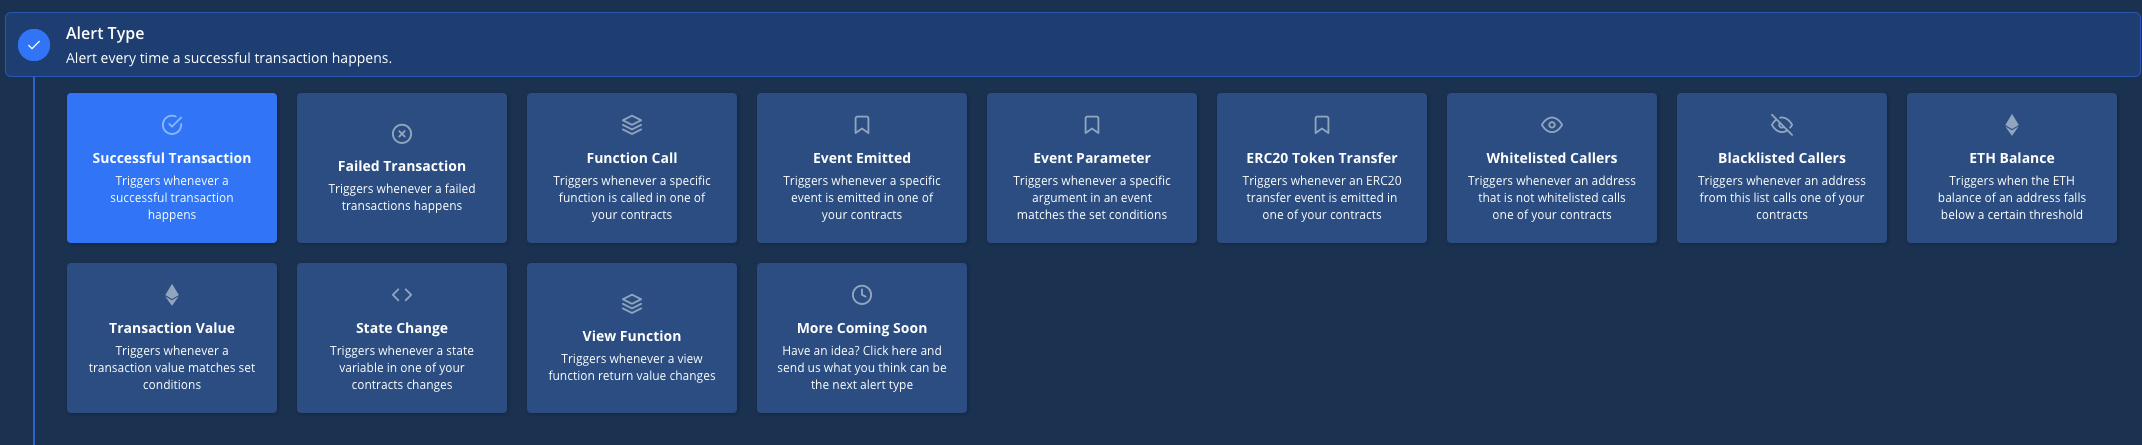 Alert Type
Alert every time a successful transaction happens.
Successful Transaction
Triggers whenever a
successful transaction
happens
Failed Transaction
Triggers whenever a failed
transactions happens
Function Call
Triggers whenever a specific
function is called in one of
your contracts
Event Emitted
Triggers whenever a specific
event is emitted in one of
your contracts
Event Parameter
Triggers whenever a specific
argument in an event
matches the set conditions
ERC20 Token Transfer
Triggers whenever an ERC20
transfer event is emitted in
one of your contracts
Whitelisted Callers
Triggers whenever an address
that is not whitelisted calls
one of your contracts
Blacklisted Callers
Triggers whenever an address
from this list calls one of your
contracts
ETH Balance
Triggers when the ETH
balance of an address falls
below a certain threshold
Transaction Value
Triggers whenever a
transaction value matches set
conditions
State Change
Triggers whenever a state
variable in one of your
contracts changes
View Function
Triggers whenever a view
function return value changes
More Coming Soon
Have an idea? Click here and
send us what you think can be
the next alert type